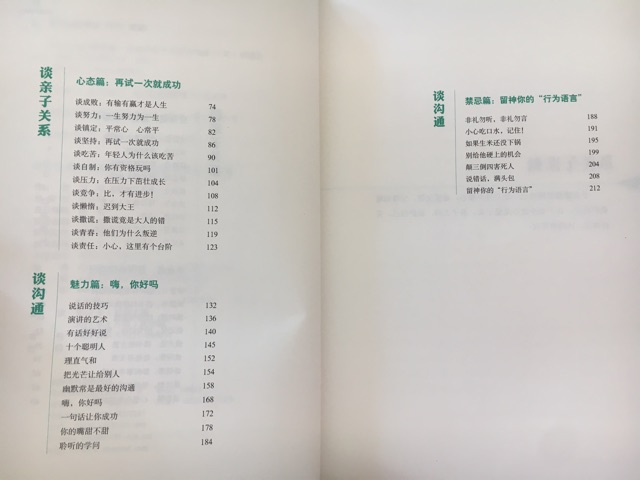 谈亲子关系
心态篇：再试一次就成功
谈成败：有输有赢才是人生 74
谈努力：一生努力为一生 78
谈镇定：平常心 心常平 82
谈坚持：再试一次就成功 86
谈吃苦：年轻人为什么该吃苦 90
谈自制：你有资格玩吗 101
谈压力：在压力下茁壮成长 104
谈竞争：比，才有进步！ 108
谈懒惰：迟到大王 112
谈撒谎：撒谎竟是大人的错 115
谈青春：他们为什么叛逆 119
谈责任：小心，这里有个台阶 123
谈沟通
魅力篇：嗨，你好吗
说话的技巧 132
演讲的艺术 136
有话好好说 140
十个聪明人 145
理直气和 152
把光芒让给别人 154
幽默常是最好的沟通 158
嗨，你好吗 168
一句话让你成功 172
你的嘴甜不甜 178
聆听的学问 184
谈沟通
禁忌篇：留神你的“行为语言”
非礼勿听，非礼勿言 188
小心吃口水，记住！ 191
如果生米还没下锅 195
别给他硬上的机会 199
颠三倒四害死人 204
说错话，满头包 208
留神你的“行为语言” 212